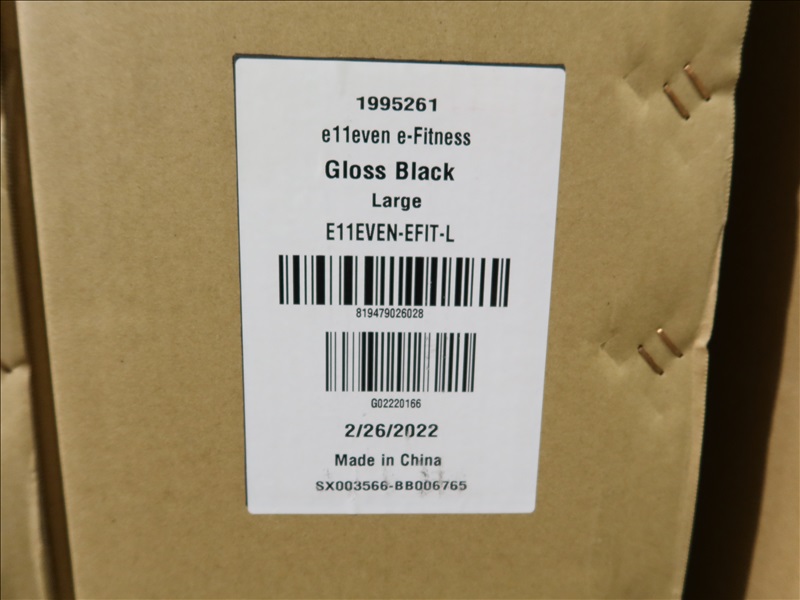 1995261
e11even e-Fitness
Gloss Black
Large
E11EVEN-EFIT-L
819479026028
G02220166
2/26/2022
Made in China
SX003566-BB006765